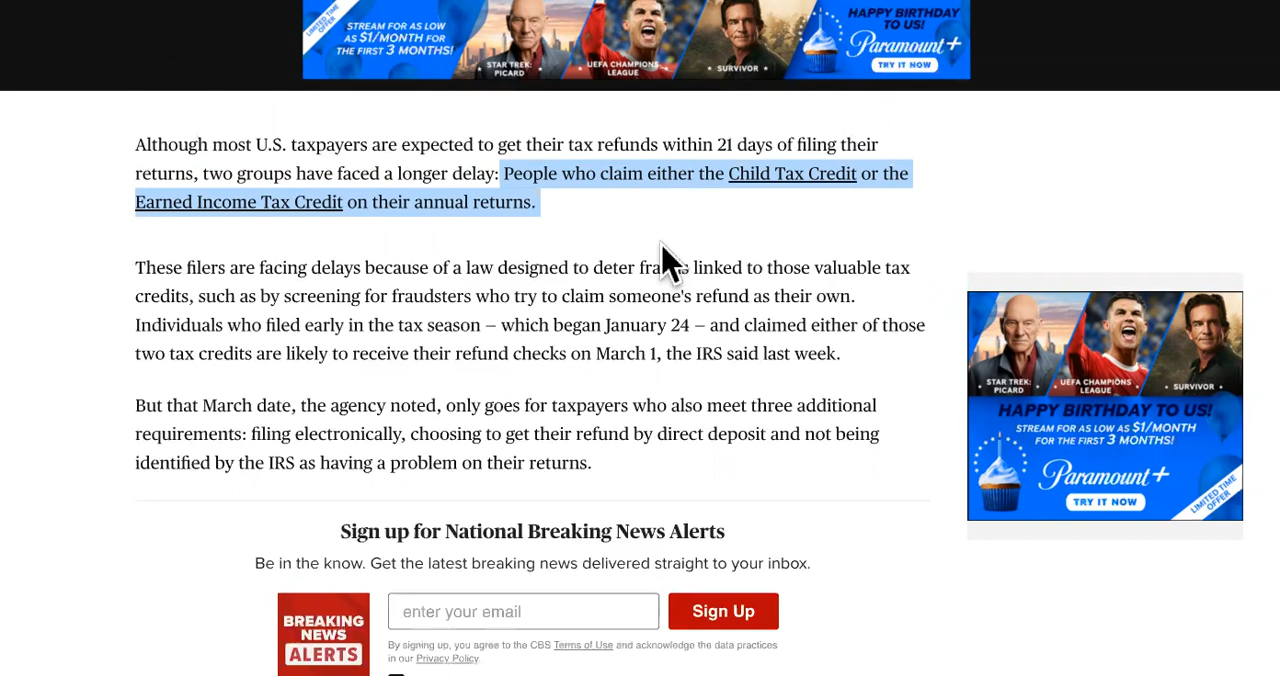 LIMITED TIME OFFER
STREAM FOR AS LOW
AS $1/MONTH FOR
THE FIRST 3 MONTHS!
STAR TREK:
PICARD
UEFA CHAMPIONS
LEAGUE
SURVIVOR
HAPPY BIRTHDAY
TO US!
Paramount+
TRY IT NOW
Although most U.S. taxpayers are expected to get their tax refunds within 21 days of filing their
returns, two groups have faced a longer delay: People who claim either the Child Tax Credit or the
Earned Income Tax Credit on their annual returns.
These filers are facing delays because of a law designed to deter linked to those valuable tax
credits, such as by screening for fraudsters who try to claim someone's refund as their own.
Individuals who filed early in the tax season – which began January 24 – and claimed either of those
two tax credits are likely to receive their refund checks on March 1, the IRS said last week.
But that March date, the agency noted, only goes for taxpayers who also meet three additional
requirements: filing electronically, choosing to get their refund by direct deposit and not being
identified by the IRS as having a problem on their returns.
STAR TREK:
PICARD
UEFA CHAMPIONS
LEAGUE
SURVIVOR
HAPPY BIRTHDAY TO US!
STREAM FOR AS LOW AS $1/MONTH
FOR THE FIRST 3 MONTHS!
Paramount+
TRY IT NOW
LIMITED TIME
OFFER
Sign up for National Breaking News Alerts
Be in the know. Get the latest breaking news delivered straight to your inbox.
BREAKING
NEWS
ALERTS
enter your email
Sign Up
By signing up, you agree to the CBS Terms of Use and acknowledge the data practices
in our Privacy Policy.